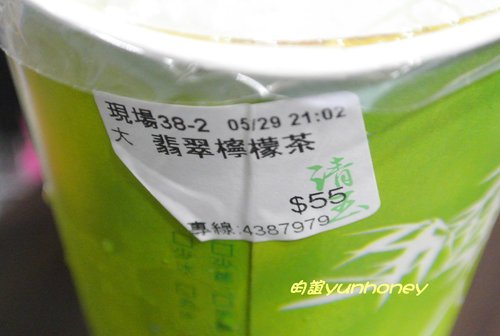 現場38-2 05/29 21:02
大 翡翠檸檬茶
清玉
$55
專線:4387979
昀誼yunhoney